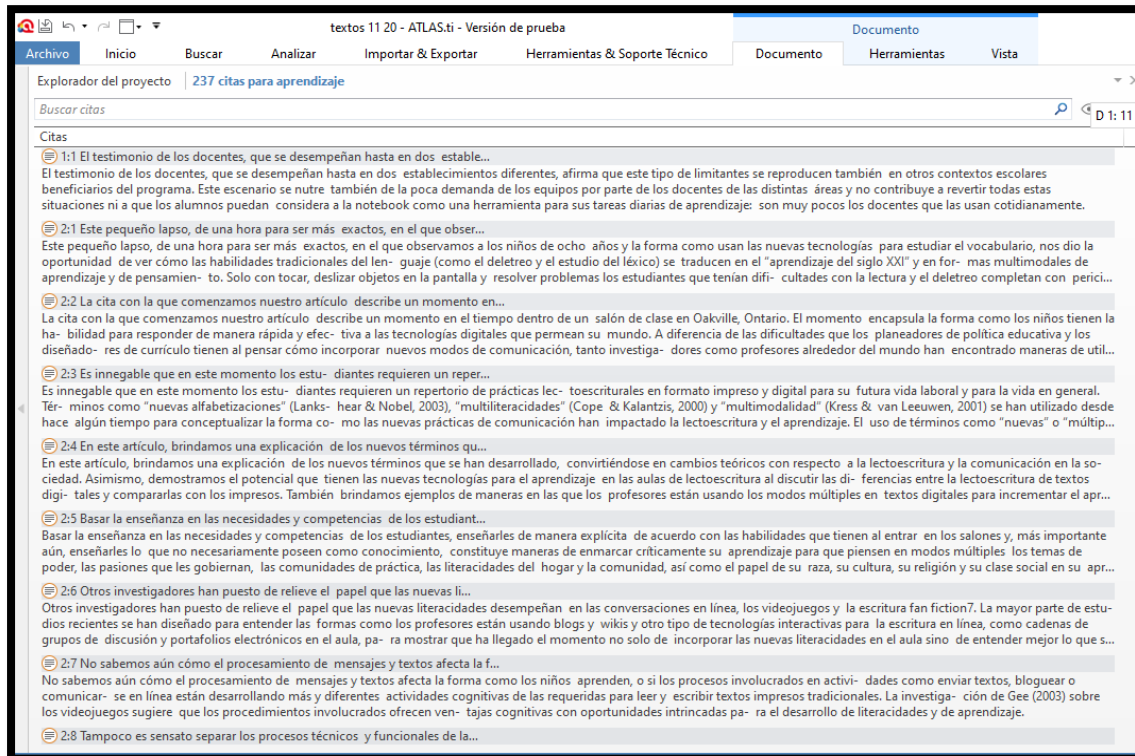 textos 11 20 - ATLAS.ti - Versión de prueba
Documento
Archivo Inicio Buscar Analizar Importar & Exportar Herramientas & Soporte Técnico Documento Herramientas Vista
Explorador del proyecto 237 citas para aprendizaje
Buscar citas
D 1: 11
Citas
1:1 El testimonio de los docentes, que se desempeñan hasta en dos estable...
El testimonio de los docentes, que se desempeñan hasta en dos establecimientos diferentes, afirma que este tipo de limitantes se reproducen también en otros contextos escolares
beneficiarios del programa. Este escenario se nutre también de la poca demanda de los equipos por parte de los docentes de las distintas áreas y no contribuye a revertir todas estas
situaciones ni a que los alumnos puedan considera a la notebook como una herramienta para sus tareas diarias de aprendizaje: son muy pocos los docentes que las usan cotidianamente.
2:1 Este pequeño lapso, de una hora para ser más exactos, en el que obser...
Este pequeño lapso, de una hora para ser más exactos, en el que observamos a los niños de ocho años y la forma como usan las nuevas tecnologías para estudiar el vocabulario, nos dio la
oportunidad de ver cómo las habilidades tradicionales del len- guaje (como el deletreo y el estudio del léxico) se traducen en el "aprendizaje del siglo XXI" y en for- mas multimodales de
aprendizaje y de pensamien- to. Solo con tocar, deslizar objetos en la pantalla y resolver problemas los estudiantes que tenían difi- cultades con la lectura y el deletreo completan con perici...
2:2 La cita con la que comenzamos nuestro artículo describe un momento en...
La cita con la que comenzamos nuestro artículo describe un momento en el tiempo dentro de un salón de clase en Oakville, Ontario. El momento encapsula la forma como los niños tienen la
ha- bilidad para responder de manera rápida y efec- tiva a las tecnologías digitales que permean su mundo. A diferencia de las dificultades que los planeadores de política educativa y los
diseñado- res de currículo tienen al pensar cómo incorporar nuevos modos de comunicación, tanto investiga- dores como profesores alrededor del mundo han encontrado maneras de util...
2:3 Es innegable que en este momento los estu- diantes requieren un reper...
Es innegable que en este momento los estu- diantes requieren un repertorio de prácticas lec- toescriturales en formato impreso y digital para su futura vida laboral y para la vida en general.
Tér- minos como "nuevas alfabetizaciones" (Lanks- hear & Nobel, 2003), "multiliteracidades" (Cope & Kalantzis, 2000) y "multimodalidad" (Kress & van Leeuwen, 2001) se han utilizado desde
hace algún tiempo para conceptualizar la forma co- mo las nuevas prácticas de comunicación han impactado la lectoescritura y el aprendizaje. El uso de términos como "nuevas" o "múltip...
2:4 En este artículo, brindamos una explicación de los nuevos términos qu...
En este artículo, brindamos una explicación de los nuevos términos que se han desarrollado, convirtiéndose en cambios teóricos con respecto a la lectoescritura y la comunicación en la so-
ciedad. Asimismo, demostramos el potencial que tienen las nuevas tecnologías para el aprendizaje en las aulas de lectoescritura al discutir las di- ferencias entre la lectoescritura de textos
digi- tales y compararlas con los impresos. También brindamos ejemplos de maneras en las que los profesores están usando los modos múltiples en textos digitales para incrementar el apr...
2:5 Basar la enseñanza en las necesidades y competencias de los estudiant...
Basar la enseñanza en las necesidades y competencias de los estudiantes, enseñarles de manera explícita de acuerdo con las habilidades que tienen al entrar en los salones y, más importante
aún, enseñarles lo que no necesariamente poseen como conocimiento, constituye maneras de enmarcar críticamente su aprendizaje para que piensen en modos múltiples los temas de
poder, las pasiones que les gobiernan, las comunidades de práctica, las literacidades del hogar y la comunidad, así como el papel de su raza, su cultura, su religión y su clase social en su apr...
2:6 Otros investigadores han puesto de relieve el papel que las nuevas li...
Otros investigadores han puesto de relieve el papel que las nuevas literacidades desempeñan en las conversaciones en línea, los videojuegos y la escritura fan fiction7. La mayor parte de estu-
dios recientes se han diseñado para entender las formas como los profesores están usando blogs y wikis y otro tipo de tecnologías interactivas para la escritura en línea, como cadenas de
grupos de discusión y portafolios electrónicos en el aula, pa- ra mostrar que ha llegado el momento no solo de incorporar las nuevas literacidades en el aula sino de entender mejor lo que s...
2:7 No sabemos aún cómo el procesamiento de mensajes y textos afecta la f...
No sabemos aún cómo el procesamiento de mensajes y textos afecta la forma como los niños aprenden, o si los procesos involucrados en activi- dades como enviar textos, bloguear o
comunicar- se en línea están desarrollando más y diferentes actividades cognitivas de las requeridas para leer y escribir textos impresos tradicionales. La investiga- ción de Gee (2003) sobre
los videojuegos sugiere que los procedimientos involucrados ofrecen ven- tajas cognitivas con oportunidades intrincadas pa- ra el desarrollo de literacidades y de aprendizaje.
2:8 Tampoco es sensato separar los procesos técnicos y funcionales de la...